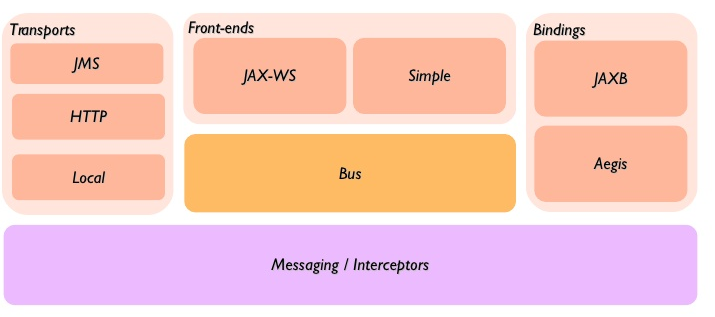 Transports
JMS
HTTP
Local
Front-ends
JAX-WS
Simple
Bus
Bindings
JAXB
Aegis
Messaging / Interceptors